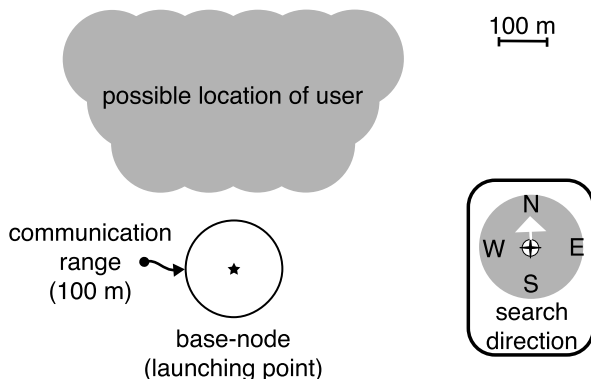 100 m
possible location of user
communication
range
(100 m)
base-node
(launching point)
N
W
E
S
search
direction